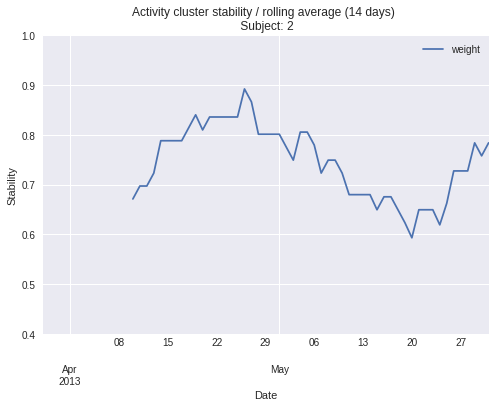 Activity cluster stability / rolling average (14 days)
Subject: 2
weight
1.0
0.9
0.8
0.7
0.6
0.5
0.4
Stability
08 15 22 29 06 13 20 27
Apr May
2013
Date